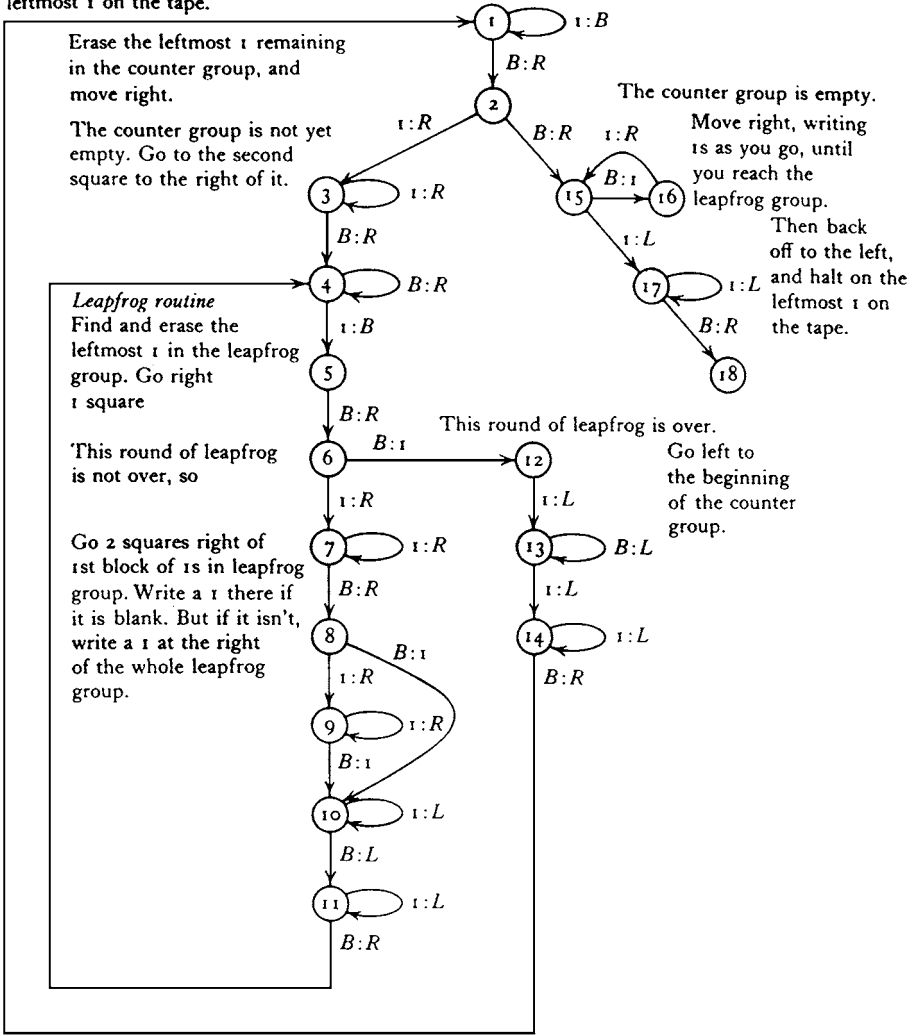 leftmost 1 on the tape.
1
1:B
Erase the leftmost 1 remaining
in the counter group, and
move right.
B:R
2
The counter group is empty.
The counter group is not yet
empty. Go to the second
square to the right of it.
1:R
B:R
Move right, writing
1s as you go, until
you reach the
leapfrog group.
1:R
B:1
3
1:R
15
16
B:R
1:L
Then back
off to the left,
and halt on the
leftmost 1 on
the tape.
4
B:R
17
1:L
Leapfrog routine
Find and erase the
leftmost 1 in the leapfrog
group. Go right
1 square
1:B
B:R
5
18
B:R
This round of leapfrog is over.
This round of leapfrog
is not over, so
6
B:1
12
Go left to
the beginning
of the counter
group.
1:R
1:L
Go 2 squares right of
1st block of 1s in leapfrog
group. Write a 1 there if
it is blank. But if it isn't,
write a 1 at the right
of the whole leapfrog
group.
7
1:R
13
B:L
B:R
1:L
8
B:1
14
1:L
1:R
B:R
9
1:R
B:1
10
1:L
B:L
11
1:L
B:R